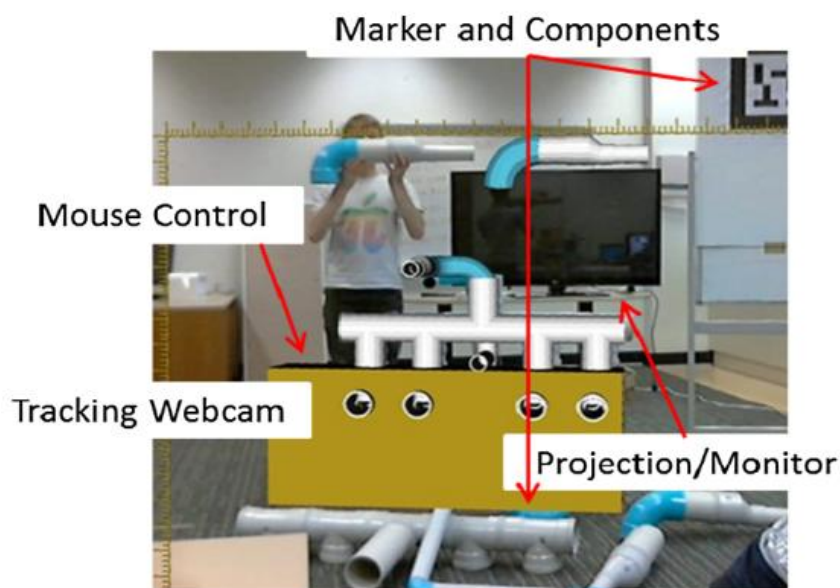 Marker and Components
Mouse Control
Tracking Webcam
Projection/Monitor